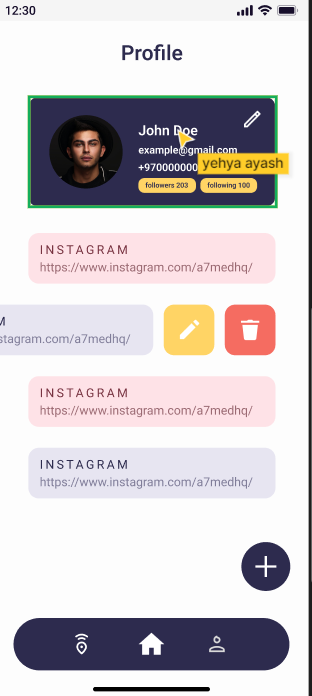 12:30
Profile
John Doe
example@gmail.com
+970000000
yehya ayash
followers 203
following 100
INSTAGRAM
https://www.instagram.com/a7medhq/
M
stagram.com/a7medhq/
INSTAGRAM
https://www.instagram.com/a7medhq/
INSTAGRAM
https://www.instagram.com/a7medhq/